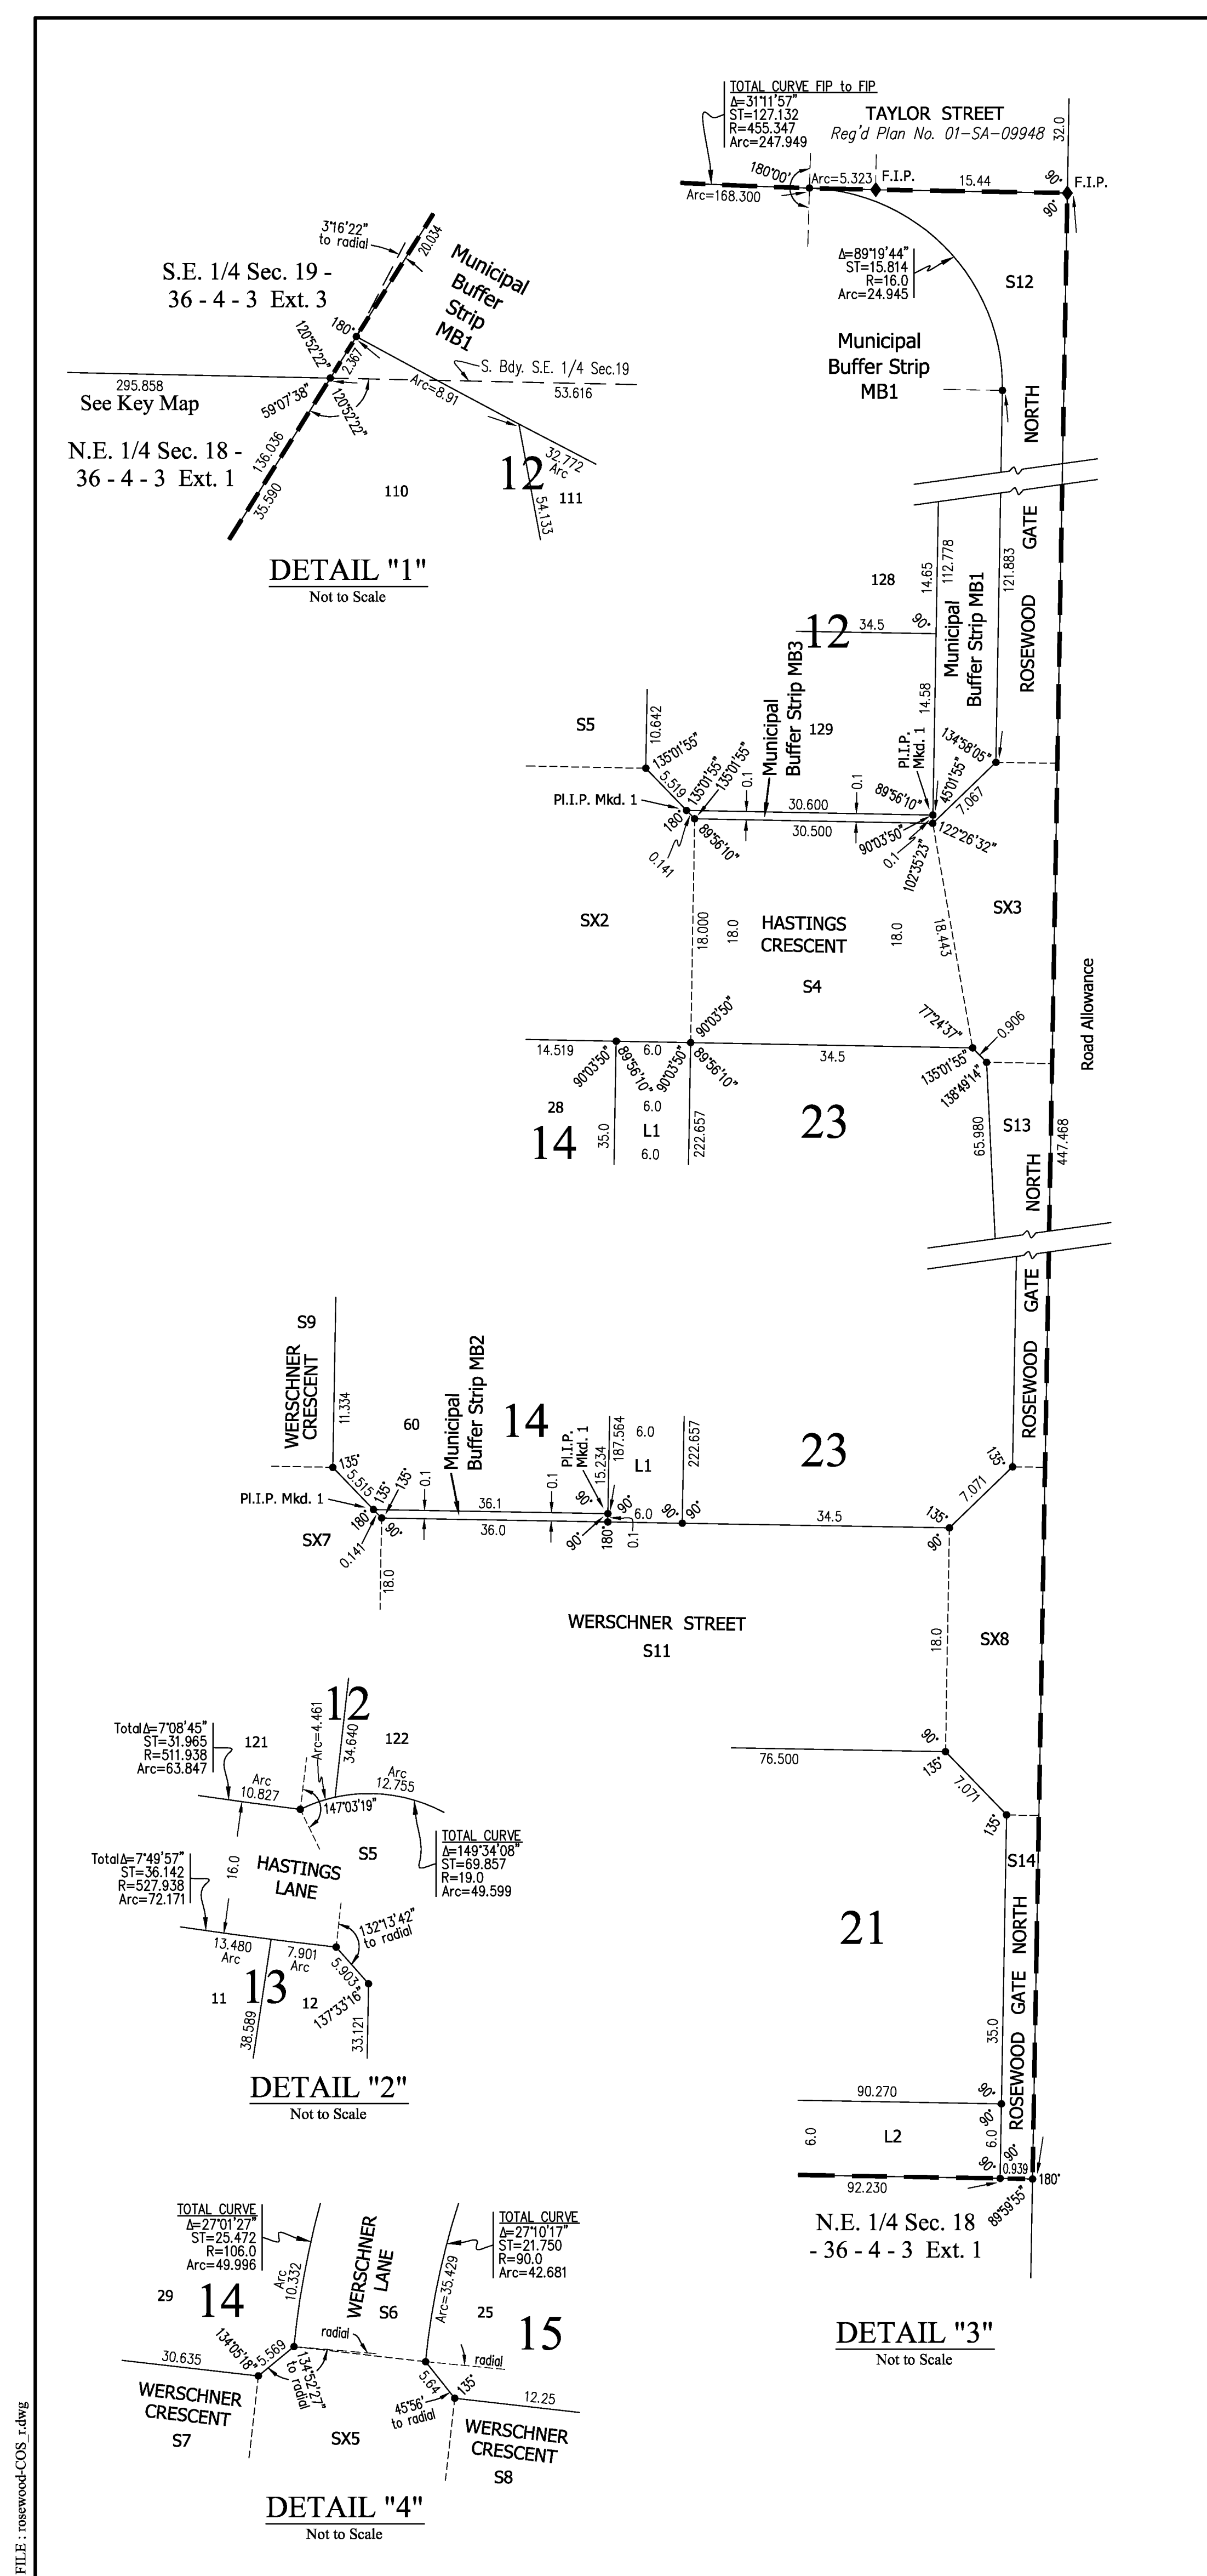 TOTAL CURVE FIP to FIP
Δ=31°11'57"
ST=127.132
R=455.347
Arc=247.949
TAYLOR STREET
Reg'd Plan No. 01-SA-09948
32.0
180°00'
Arc=5.323
F.I.P.
15.44
90°
F.I.P.
Arc=168.300
90°
Δ=89°19'44"
ST=15.814
R=16.0
Arc=24.945
S12
Municipal
Buffer Strip
MB1
NORTH
GATE
ROSEWOOD
3°16'22"
to radial
20.034
Municipal
Buffer
Strip
MB1
S.E. 1/4 Sec. 19 -
36 - 4 - 3 Ext. 3
180°
120°52'22"
2.367
S. Bdy. S.E. 1/4 Sec.19
295.858
See Key Map
59°07'38"
120°52'22"
Arc=8.91
53.616
N.E. 1/4 Sec. 18 -
36 - 4 - 3 Ext. 1
136.036
35.590
110
12
32.772
Arc
111
54.133
DETAIL "1"
Not to Scale
128
14.65
112.778
121.883
12
34.5
90°
Municipal
Buffer Strip MB1
14.58
129
Municipal
Buffer Strip MB3
S5
10.642
135°01'55"
5.519
135°01'55"
135°01'55"
Pl.I.P. Mkd. 1
Pl.I.P.
Mkd. 1
134°58'05"
45°01'55"
7.067
89°56'10"
0.1
0.1
30.600
30.500
180°
0.141
89°56'10"
90°03'50"
0.1
102°35'23"
122°26'32"
SX2
18.000
18.0
HASTINGS
CRESCENT
S4
18.0
18.443
SX3
Road Allowance
90°03'50"
77°24'37"
0.906
14.519
6.0
34.5
90°03'50"
89°56'10"
90°03'50"
89°56'10"
135°01'55"
138°49'14"
28
14
35.0
6.0
L1
6.0
222.657
23
S13
65.980
447.468
NORTH
GATE
ROSEWOOD
S9
WERSCHNER
CRESCENT
11.334
60
Municipal
Buffer Strip MB2
14
Pl.I.P.
Mkd. 1
15.234
187.564
6.0
L1
222.657
23
135°
5.515
135°
135°
Pl.I.P. Mkd. 1
0.1
36.1
36.0
0.1
90°
90°
6.0
90°
90°
34.5
135°
7.071
135°
90°
SX7
180°
0.141
90°
18.0
90°
180°
0.1
WERSCHNER STREET
S11
18.0
SX8
76.500
90°
135°
7.071
135°
S14
21
ROSEWOOD GATE NORTH
35.0
90.270
90°
90°
6.0
L2
6.0
90°
90°
0.939
180°
92.230
89°59'55"
N.E. 1/4 Sec. 18
- 36 - 4 - 3 Ext. 1
DETAIL "3"
Not to Scale
12
TotalΔ=7°08'45"
ST=31.965
R=511.938
Arc=63.847
121
Arc=4.461
34.640
122
Arc
10.827
Arc
12.755
147°03'19"
TOTAL CURVE
Δ=149°34'08"
ST=69.857
R=19.0
Arc=49.599
S5
TotalΔ=7°49'57"
ST=36.142
R=527.938
Arc=72.171
16.0
HASTINGS
LANE
132°13'42"
to radial
13.480
Arc
7.901
Arc
5.903
11
13
12
137°33'16"
38.589
33.121
DETAIL "2"
Not to Scale
TOTAL CURVE
Δ=27°01'27"
ST=25.472
R=106.0
Arc=49.996
TOTAL CURVE
Δ=27°10'17"
ST=21.750
R=90.0
Arc=42.681
WERSCHNER
LANE
S6
29
14
Arc
10.332
Arc=35.429
25
15
radial
radial
134°05'18"
5.569
134°52'27"
to radial
30.635
5.64
135°
45°56'
to radial
12.25
WERSCHNER
CRESCENT
S7
SX5
WERSCHNER
CRESCENT
S8
DETAIL "4"
Not to Scale
FILE : rosewood-COS_r.dwg